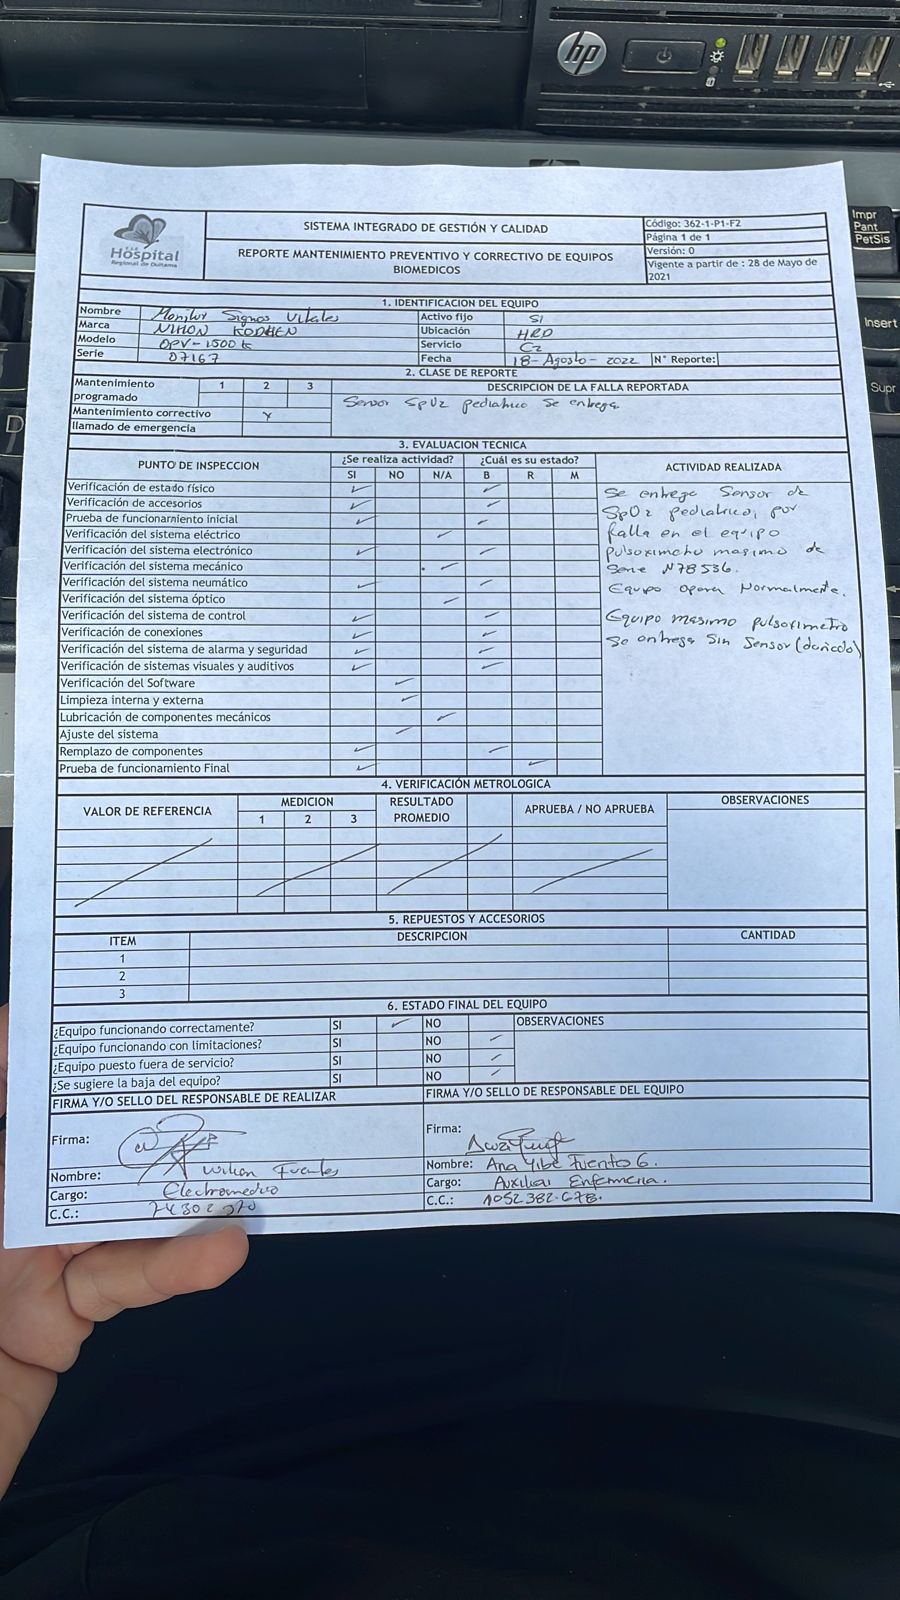 hp
Impr
Pant
PetSis
Insert
Supr
D
E.S.E.
Hospital
Regional de Duitama
SISTEMA INTEGRADO DE GESTIÓN Y CALIDAD
REPORTE MANTENIMIENTO PREVENTIVO Y CORRECTIVO DE EQUIPOS
BIOMEDICOS
Código: 362-1-P1-F2
Página 1 de 1
Versión: 0
Vigente a partir de : 28 de Mayo de
2021
1. IDENTIFICACION DEL EQUIPO
Nombre Monitor Signos Vitales Activo fijo SI
Marca NIHON KODHEN Ubicación HRD
Modelo OPV-1500K Servicio C2
Serie 07167 Fecha 18-Agosto-2022 N° Reporte:
2. CLASE DE REPORTE
Mantenimiento programado 1 2 3 DESCRIPCION DE LA FALLA REPORTADA
Mantenimiento correctivo x Sensor SpO2 pediatrico Se entrega
llamado de emergencia
3. EVALUACION TECNICA
PUNTO DE INSPECCION ¿Se realiza actividad? ¿Cuál es su estado? ACTIVIDAD REALIZADA
SI NO N/A B R M
Verificación de estado físico ✓ ✓
Verificación de accesorios ✓ ✓
Prueba de funcionamiento inicial ✓ ✓
Verificación del sistema eléctrico ✓
Verificación del sistema electrónico ✓ ✓
Verificación del sistema mecánico ✓
Verificación del sistema neumático ✓ ✓
Verificación del sistema óptico ✓
Verificación del sistema de control ✓ ✓
Verificación de conexiones ✓ ✓
Verificación del sistema de alarma y seguridad ✓ ✓
Verificación de sistemas visuales y auditivos ✓ ✓
Verificación del Software ✓
Limpieza interna y externa ✓
Lubricación de componentes mecánicos ✓
Ajuste del sistema ✓
Remplazo de componentes ✓ ✓
Prueba de funcionamiento Final ✓ ✓
Se entrega Sensor de
SpO2 pediatrico, por
falla en el equipo
pulsoximetro masimo de
Serie N78536.
Equipo opera Normalmente.
Equipo masimo pulsorimetro
Se entrega Sin Sensor (dañado)
4. VERIFICACIÓN METROLOGICA
VALOR DE REFERENCIA MEDICION RESULTADO PROMEDIO APRUEBA / NO APRUEBA OBSERVACIONES
1 2 3
5. REPUESTOS Y ACCESORIOS
ITEM DESCRIPCION CANTIDAD
1
2
3
6. ESTADO FINAL DEL EQUIPO
¿Equipo funcionando correctamente? SI ✓ NO OBSERVACIONES
¿Equipo funcionando con limitaciones? SI NO ✓
¿Equipo puesto fuera de servicio? SI NO ✓
¿Se sugiere la baja del equipo? SI NO ✓
FIRMA Y/O SELLO DEL RESPONSABLE DE REALIZAR
Firma:
Nombre: Wilson Fuentes
Cargo: Electromedico
C.C.:
FIRMA Y/O SELLO DE RESPONSABLE DEL EQUIPO
Firma:
Nombre: Ana Yibe Fuentes G.
Cargo: Auxiliar Enfermeria.
C.C.: 1052.382.678.